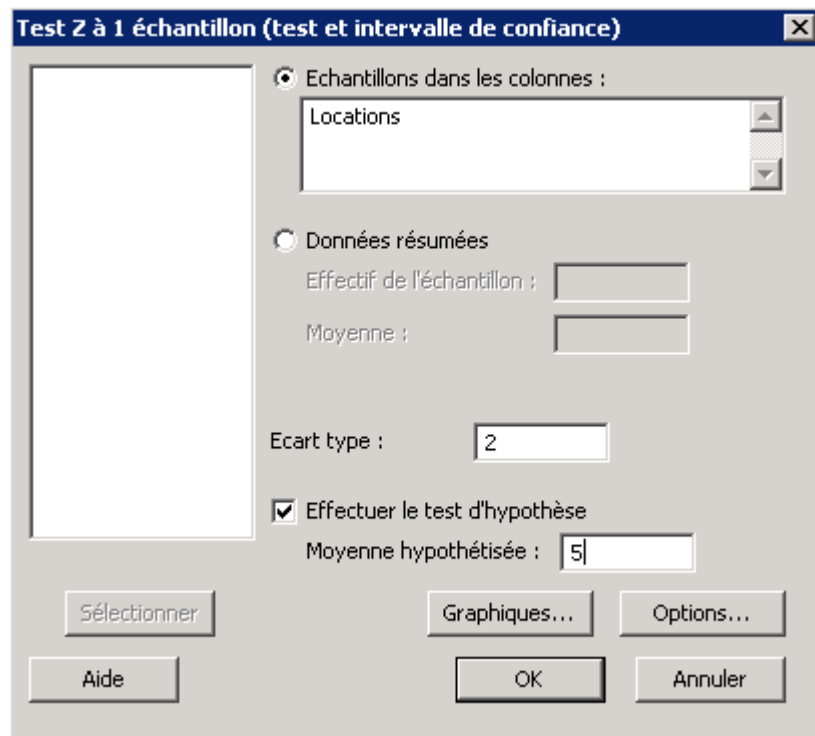 Test Z à 1 échantillon (test et intervalle de confiance)
Echantillons dans les colonnes :
Locations
Données résumées
Effectif de l'échantillon :
Moyenne :
Ecart type :
2
Effectuer le test d'hypothèse
Moyenne hypothétisée :
5
Sélectionner
Graphiques...
Options...
Aide
OK
Annuler